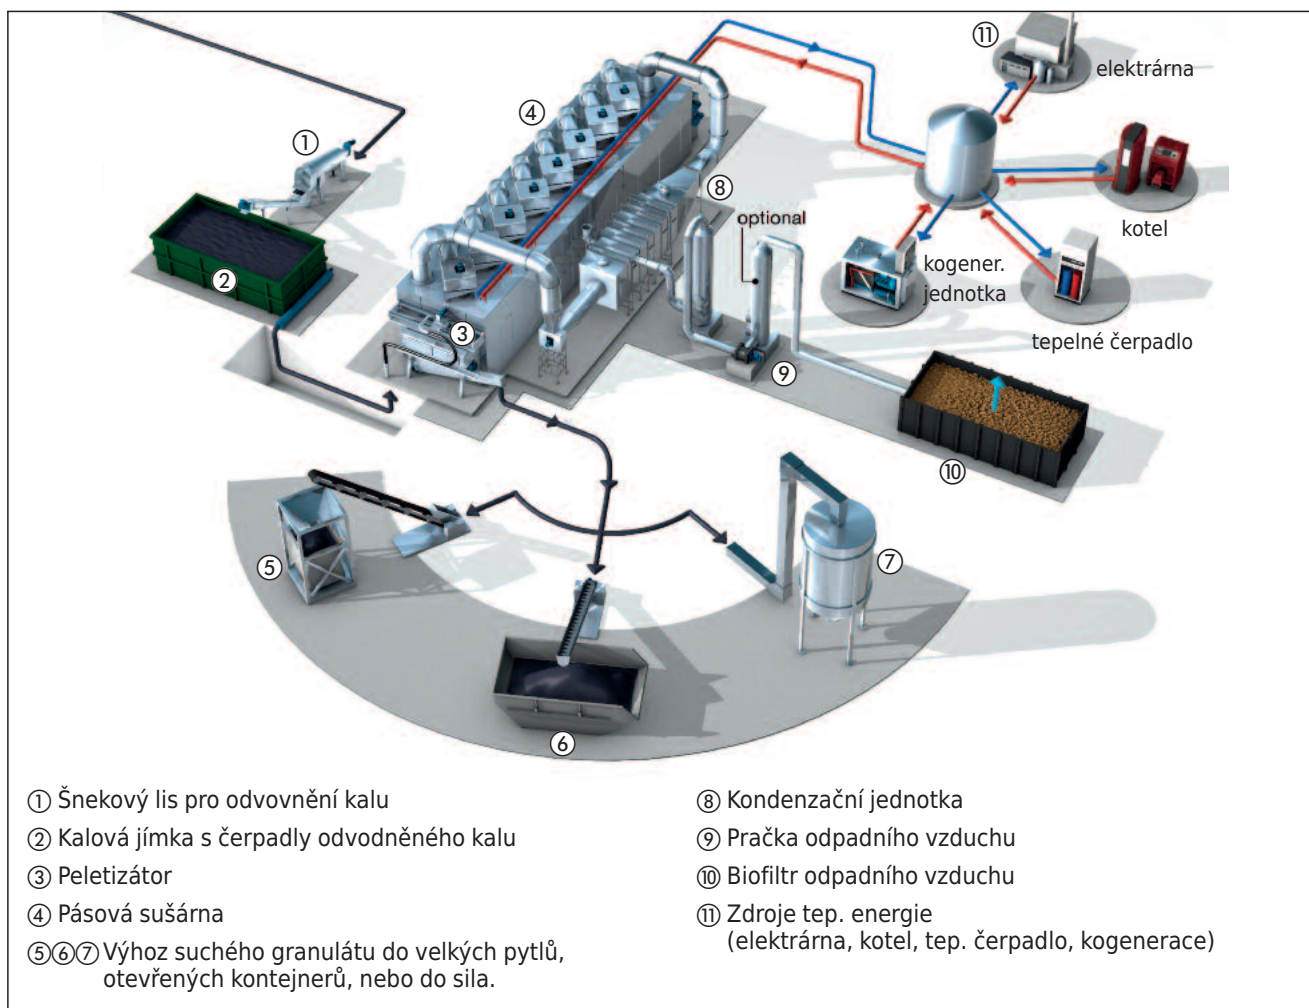 ⑪
elektrárna
④
①
⑧
optional
kotel
②
kogener.
jednotka
③
tepelné čerpadlo
⑨
⑩
⑤
⑦
⑥
① Šnekový lis pro odvovnění kalu
② Kalová jímka s čerpadly odvodněného kalu
③ Peletizátor
④ Pásová sušárna
⑤⑥⑦ Výhoz suchého granulátu do velkých pytlů,
otevřených kontejnerů, nebo do sila.
⑧ Kondenzační jednotka
⑨ Pračka odpadního vzduchu
⑩ Biofiltr odpadního vzduchu
⑪ Zdroje tep. energie
(elektrárna, kotel, tep. čerpadlo, kogenerace)